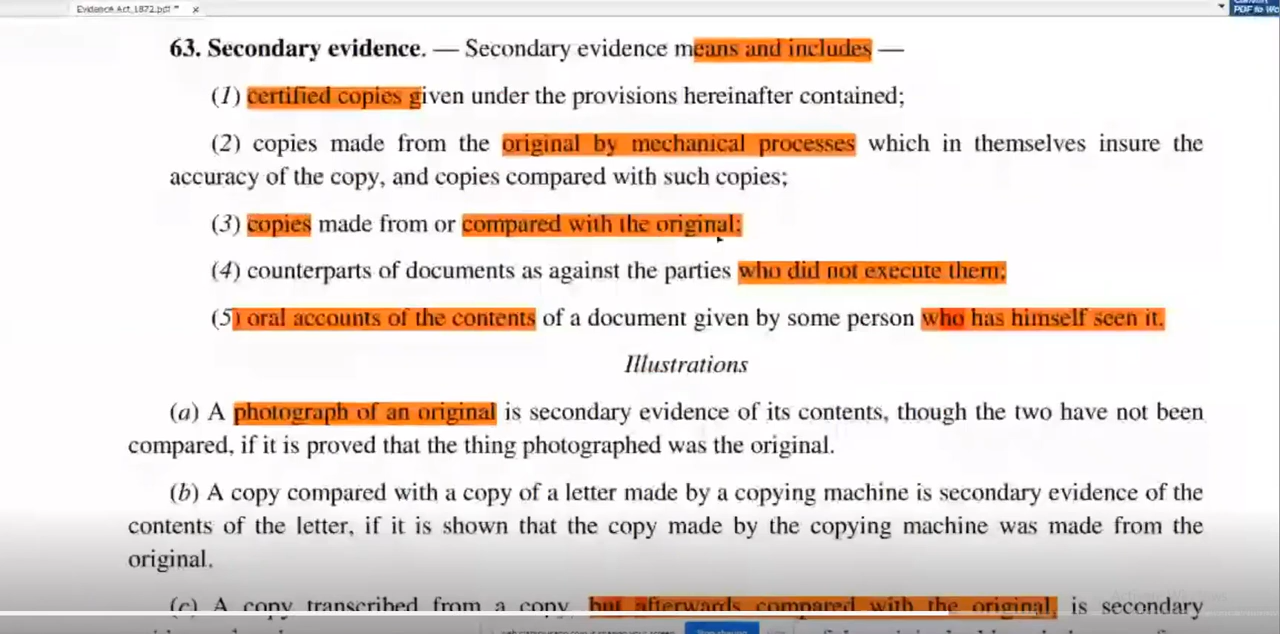 Evidence Act, 1872.pdf * ×
PDF to Wo
63. Secondary evidence. — Secondary evidence means and includes —
(1) certified copies given under the provisions hereinafter contained;
(2) copies made from the original by mechanical processes which in themselves insure the
accuracy of the copy, and copies compared with such copies;
(3) copies made from or compared with the original;
(4) counterparts of documents as against the parties who did not execute them;
(5) oral accounts of the contents of a document given by some person who has himself seen it.
Illustrations
(a) A photograph of an original is secondary evidence of its contents, though the two have not been
compared, if it is proved that the thing photographed was the original.
(b) A copy compared with a copy of a letter made by a copying machine is secondary evidence of the
contents of the letter, if it is shown that the copy made by the copying machine was made from the
original.
(c) A copy transcribed from a copy, but afterwards compared with the original, is secondary